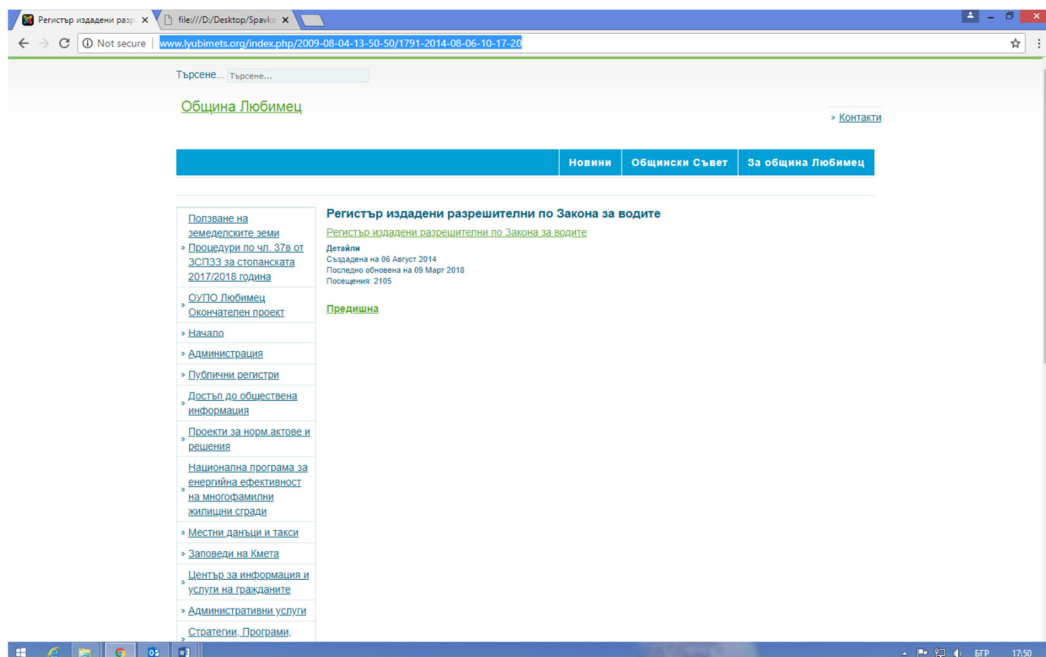 Регистър издадени разр
file:///D:/Desktop/Spavka
Not secure | www.lyubimets.org/index.php/2009-08-04-13-50-50/1791-2014-08-06-10-17-20
Търсене... Търсене...
Община Любимец
» Контакти
Новини Общински Съвет За община Любимец
Ползване на
земеделските земи
» Процедури по чл. 37в от
ЗСПЗЗ за стопанската
2017/2018 година
» ОУПО Любимец
Окончателен проект
» Начало
» Администрация
» Публични регистри
» Достъп до обществена
информация
» Проекти за норм.актове и
решения
Национална програма за
» енергийна ефективност
на многофамилни
жилищни сгради
» Местни данъци и такси
» Заповеди на Кмета
» Център за информация и
услуги на гражданите
» Административни услуги
» Стратегии, Програми,
Регистър издадени разрешителни по Закона за водите
Регистър издадени разрешителни по Закона за водите
Детайли
Създадена на 06 Август 2014
Последно обновена на 09 Март 2018
Посещения: 2105
Предишна
БГР 17:50